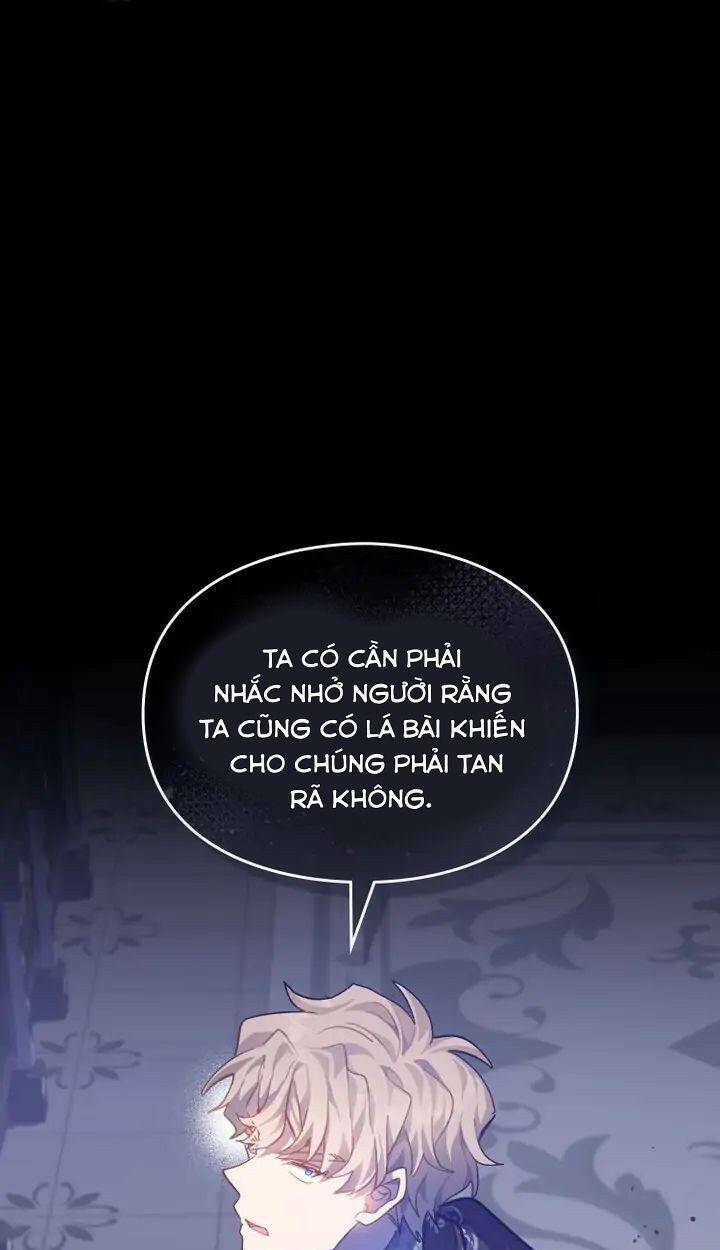 TA CÓ CẦN PHẢI
NHẮC NHỞ NGƯỜI RẰNG
TA CŨNG CÓ LÁ BÀI KHIẾN
CHO CHÚNG PHẢI TAN
RÃ KHÔNG.